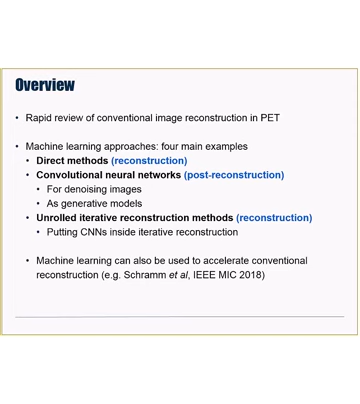 Overview
• Rapid review of conventional image reconstruction in PET
• Machine learning approaches: four main examples
• Direct methods (reconstruction)
• Convolutional neural networks (post-reconstruction)
• For denoising images
• As generative models
• Unrolled iterative reconstruction methods (reconstruction)
• Putting CNNs inside iterative reconstruction
• Machine learning can also be used to accelerate conventional
reconstruction (e.g. Schramm et al, IEEE MIC 2018)